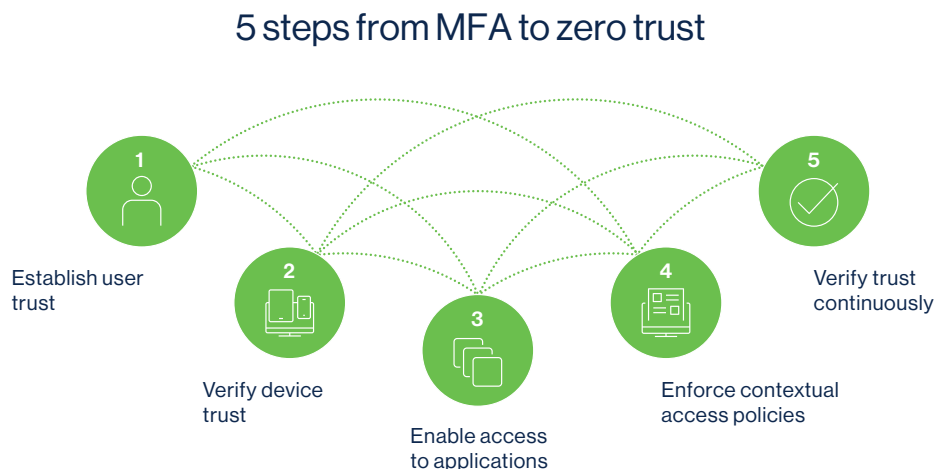 5 steps from MFA to zero trust
1
Establish user
trust
2
Verify device
trust
3
Enable access
to applications
4
Enforce contextual
access policies
5
Verify trust
continuously